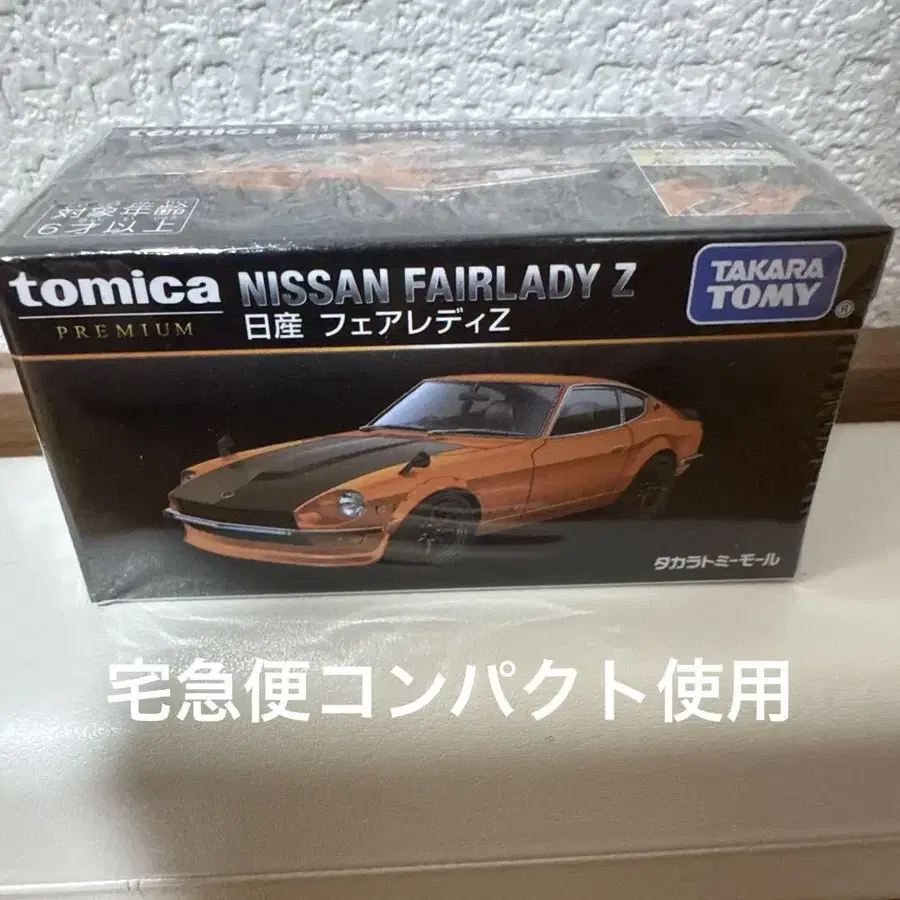 tomica
対象年齢
6才以上
tomica
PREMIUM
NISSAN FAIRLADY Z
日産 フェアレディZ
TAKARA
TOMY
®
タカラトミーモール
宅急便コンパクト使用